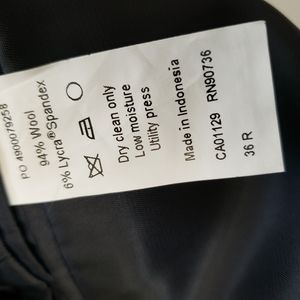 PO 4900079258
94% Wool
6% Lycra®Spandex
Dry clean only
Low moisture
Utility press
Made in Indonesia
CA01129 RN90736
36 R